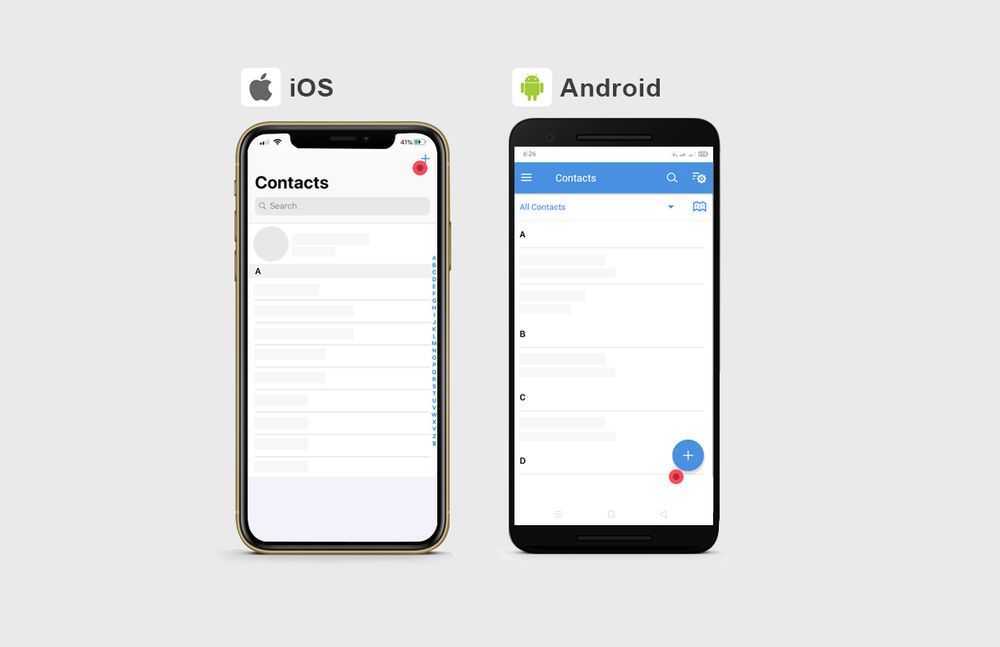 iOS
41%
Contacts
Search
A
A
B
C
D
E
F
G
H
I
J
K
L
M
N
O
P
Q
R
S
T
U
V
W
X
Y
Z
#
Android
6:26
Contacts
All Contacts
A
B
C
D